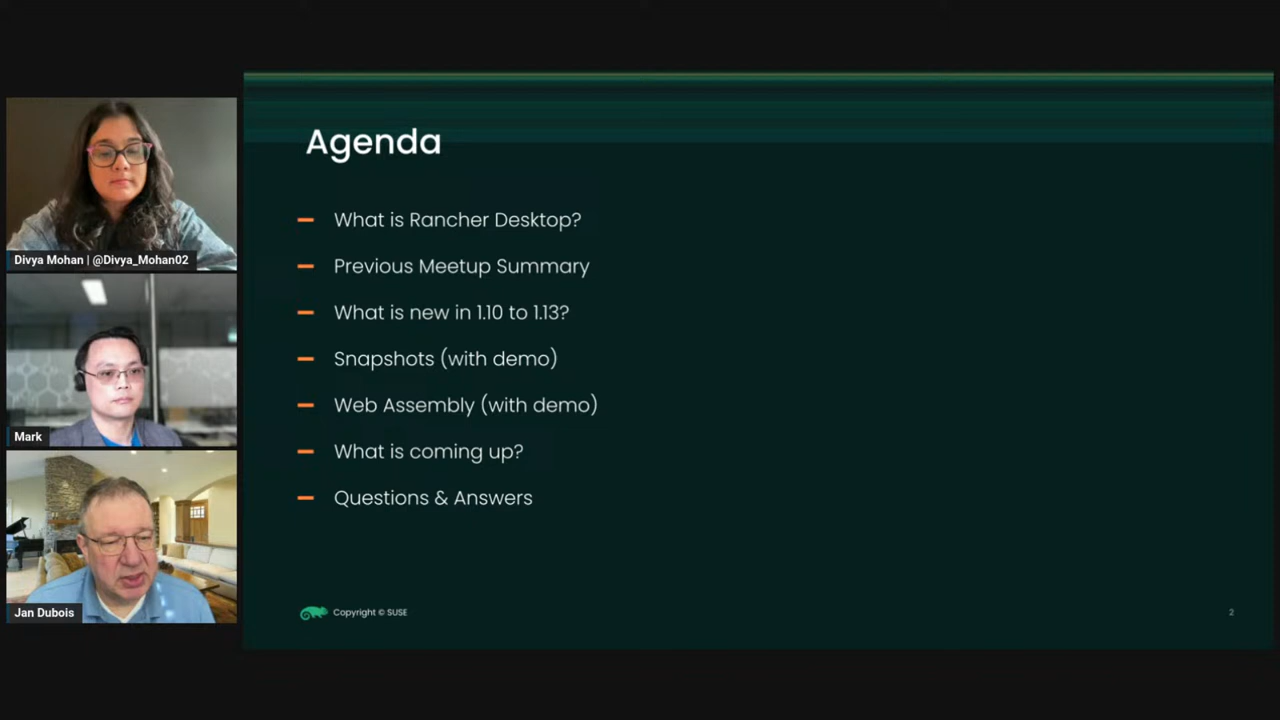 Agenda
What is Rancher Desktop?
Previous Meetup Summary
What is new in 1.10 to 1.13?
Snapshots (with demo)
Web Assembly (with demo)
What is coming up?
Questions & Answers
Copyright © SUSE
2
Divya Mohan | @Divya_Mohan02
Mark
Jan Dubois